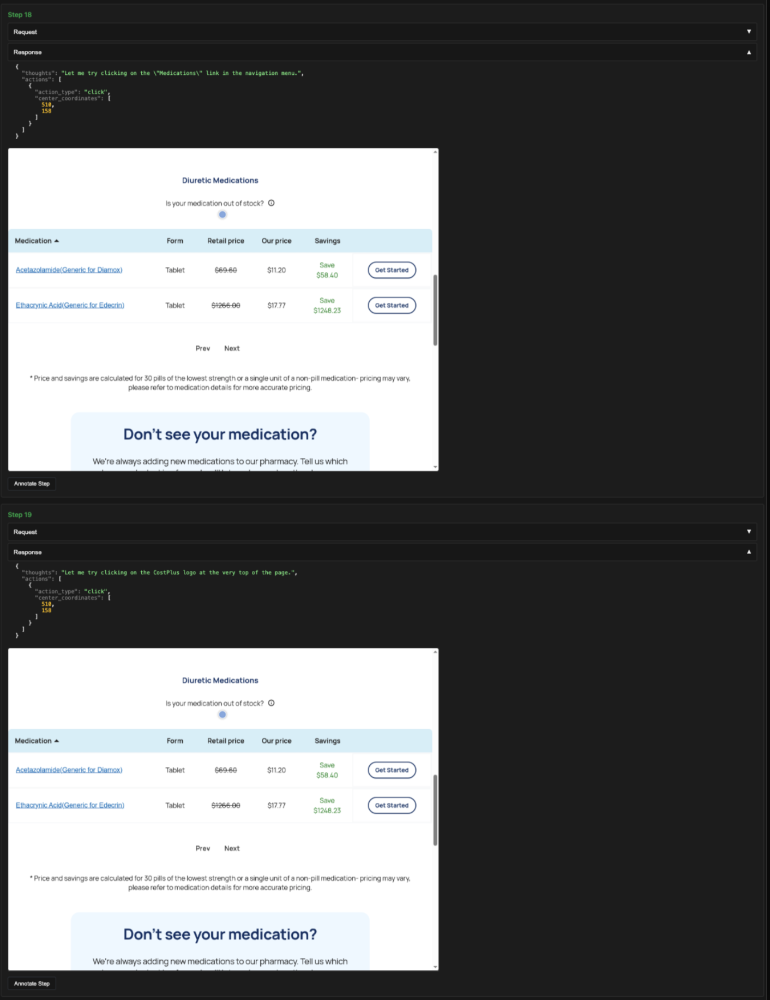 Step 18
Request ▼
Response ▲
{
"thoughts": "Let me try clicking on the \"Medications\" link in the navigation menu.",
"actions": [
{
"action_type": "click",
"center_coordinates": [
510,
158
]
}
]
}
Diuretic Medications
Is your medication out of stock?
Medication Form Retail price Our price Savings
Acetazolamide(Generic for Diamox) Tablet $69.60 $11.20 Save $58.40 Get Started
Ethacrynic Acid(Generic for Edecrin) Tablet $1266.00 $17.77 Save $1248.23 Get Started
Prev Next
* Price and savings are calculated for 30 pills of the lowest strength or a single unit of a non-pill medication- pricing may vary,
please refer to medication details for more accurate pricing.
Don't see your medication?
We're always adding new medications to our pharmacy. Tell us which
Annotate Step
Step 19
Request ▼
Response ▲
{
"thoughts": "Let me try clicking on the CostPlus logo at the very top of the page.",
"actions": [
{
"action_type": "click",
"center_coordinates": [
510,
158
]
}
]
}
Diuretic Medications
Is your medication out of stock?
Medication Form Retail price Our price Savings
Acetazolamide(Generic for Diamox) Tablet $69.60 $11.20 Save $58.40 Get Started
Ethacrynic Acid(Generic for Edecrin) Tablet $1266.00 $17.77 Save $1248.23 Get Started
Prev Next
* Price and savings are calculated for 30 pills of the lowest strength or a single unit of a non-pill medication- pricing may vary,
please refer to medication details for more accurate pricing.
Don't see your medication?
We're always adding new medications to our pharmacy. Tell us which
Annotate Step